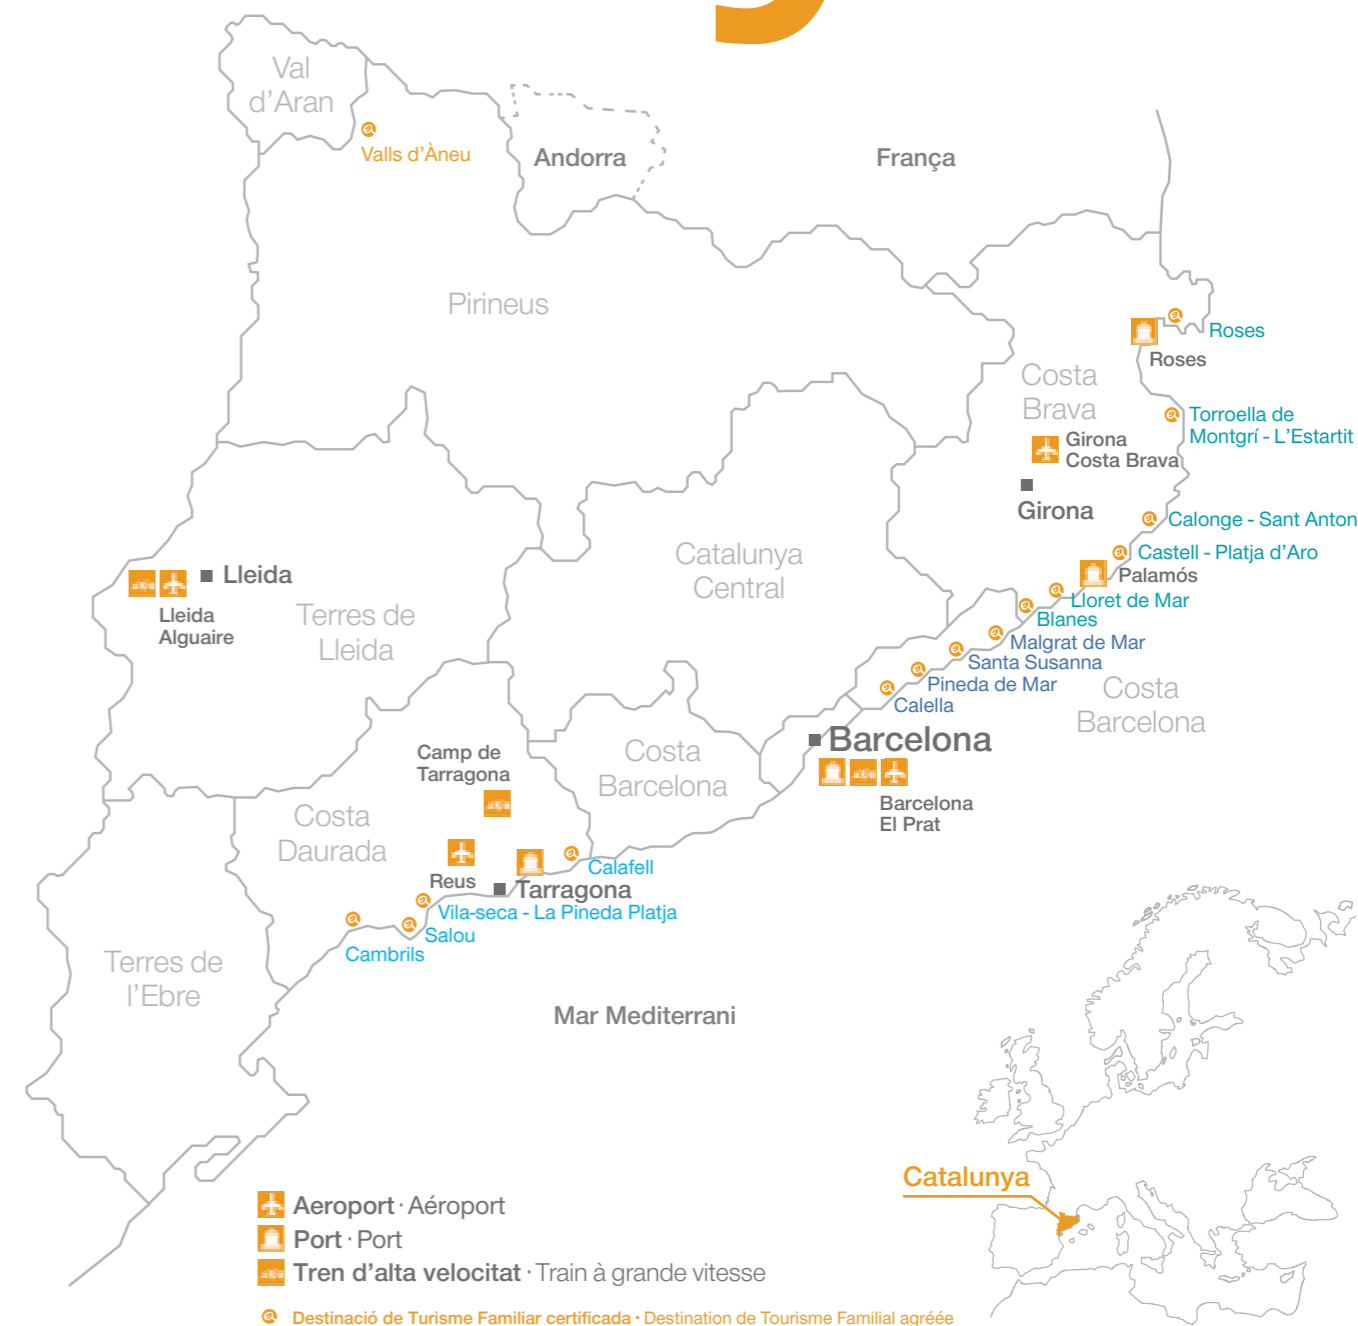 Val
d'Aran
Valls d'Àneu
Andorra
França
Pirineus
Roses
Roses
Costa
Brava
Torroella de
Montgrí - L'Estartit
Girona
Costa Brava
Girona
Calonge - Sant Anton
Castell - Platja d'Aro
Palamós
Lloret de Mar
Blanes
Malgrat de Mar
Santa Susanna
Pineda de Mar
Calella
Costa
Barcelona
Catalunya
Central
Lleida
Lleida
Alguaire
Terres de
Lleida
Barcelona
Barcelona
El Prat
Costa
Barcelona
Camp de
Tarragona
Costa
Daurada
Reus
Tarragona
Calafell
Vila-seca - La Pineda Platja
Salou
Cambrils
Terres de
l'Ebre
Mar Mediterrani
Catalunya
Aeroport · Aéroport
Port · Port
Tren d'alta velocitat · Train à grande vitesse
Destinació de Turisme Familiar certificada · Destination de Tourisme Familial agréée